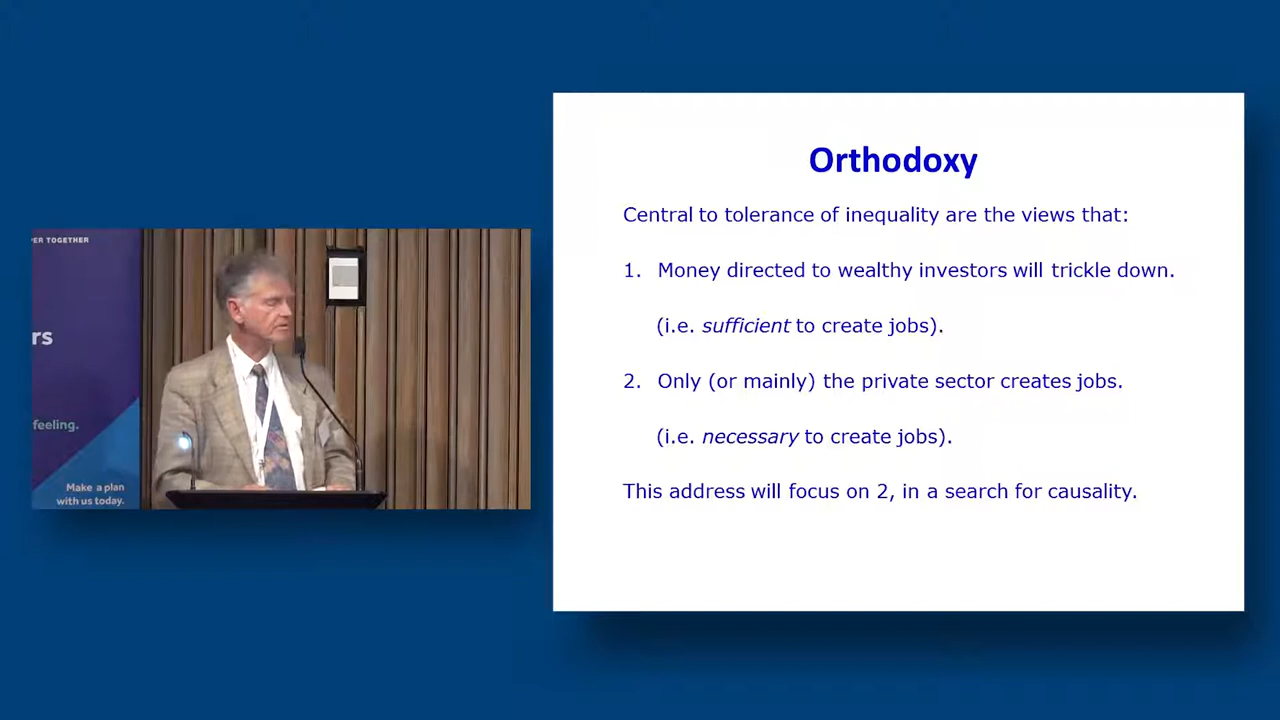 PER TOGETHER
rs
feeling.
Make a plan
with us today.
Orthodoxy
Central to tolerance of inequality are the views that:
1. Money directed to wealthy investors will trickle down.
(i.e. sufficient to create jobs).
2. Only (or mainly) the private sector creates jobs.
(i.e. necessary to create jobs).
This address will focus on 2, in a search for causality.